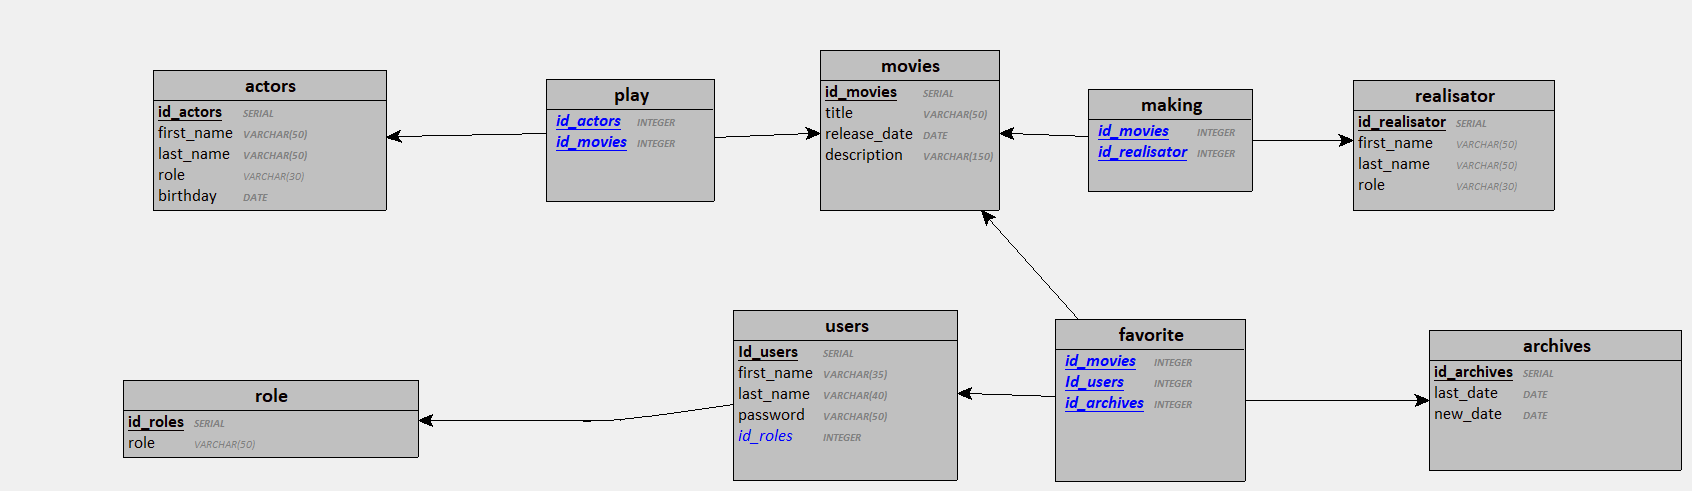 actors
id_actors SERIAL
first_name VARCHAR(50)
last_name VARCHAR(50)
role VARCHAR(30)
birthday DATE
play
id_actors INTEGER
id_movies INTEGER
movies
id_movies SERIAL
title VARCHAR(50)
release_date DATE
description VARCHAR(150)
making
id_movies INTEGER
id_realisator INTEGER
realisator
id_realisator SERIAL
first_name VARCHAR(50)
last_name VARCHAR(50)
role VARCHAR(30)
role
id_roles SERIAL
role VARCHAR(50)
users
Id_users SERIAL
first_name VARCHAR(35)
last_name VARCHAR(40)
password VARCHAR(50)
id_roles INTEGER
favorite
id_movies INTEGER
Id_users INTEGER
id_archives INTEGER
archives
id_archives SERIAL
last_date DATE
new_date DATE